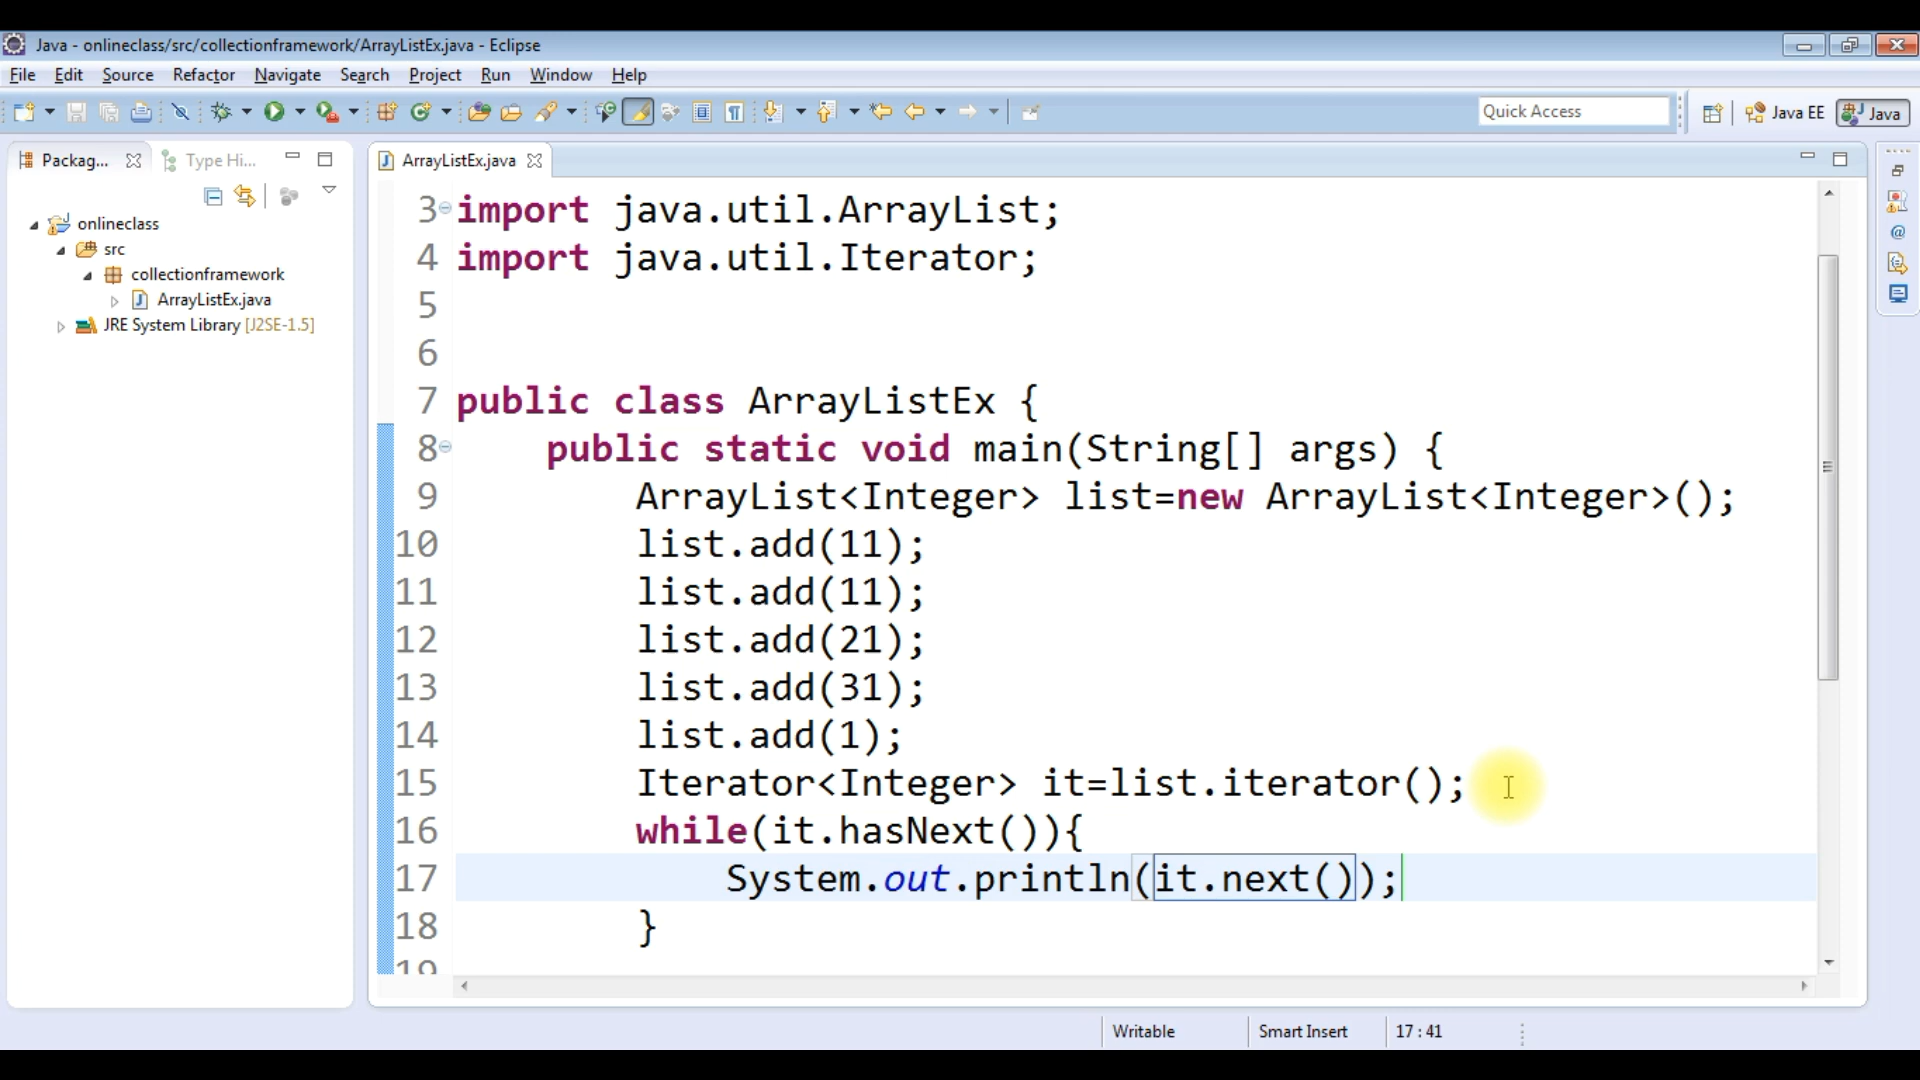 Java - onlineclass/src/collectionframework/ArrayListEx.java - Eclipse
File Edit Source Refactor Navigate Search Project Run Window Help
Quick Access
Java EE
Java
Packag...
Type Hi...
onlineclass
src
collectionframework
ArrayListEx.java
JRE System Library [J2SE-1.5]
ArrayListEx.java
3 import java.util.ArrayList;
4 import java.util.Iterator;
5
6
7 public class ArrayListEx {
8 public static void main(String[] args) {
9 ArrayList<Integer> list=new ArrayList<Integer>();
10 list.add(11);
11 list.add(11);
12 list.add(21);
13 list.add(31);
14 list.add(1);
15 Iterator<Integer> it=list.iterator();
16 while(it.hasNext()){
17 System.out.println(it.next());
18 }
19
Writable Smart Insert 17 : 41